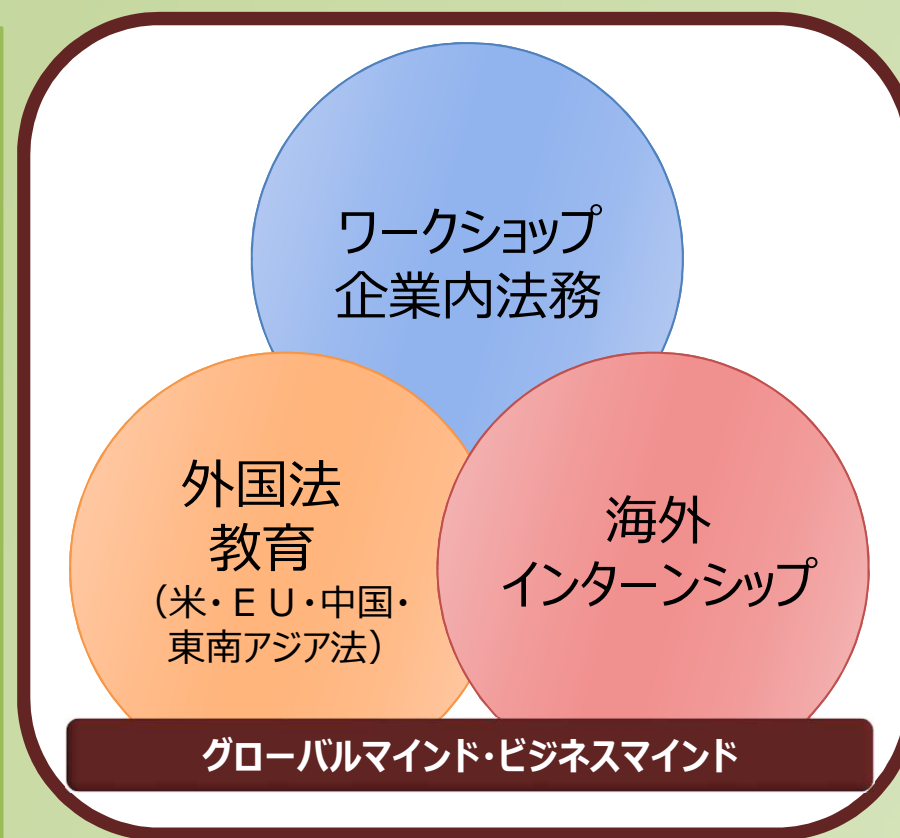 ワークショップ
企業内法務
外国法
教育
（米・ＥＵ・中国・
東南アジア法）
海外
インターンシップ
グローバルマインド・ビジネスマインド